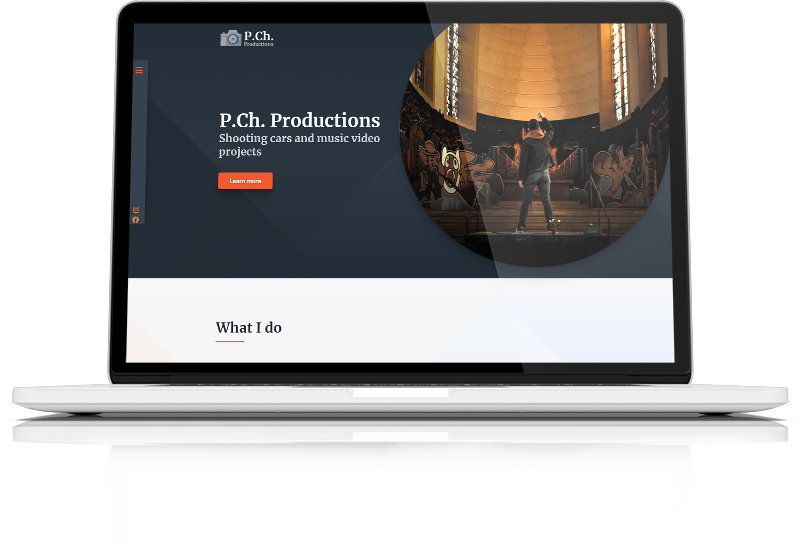 P.Ch.
Productions
P.Ch. Productions
Shooting cars and music video
projects
Learn more
What I do